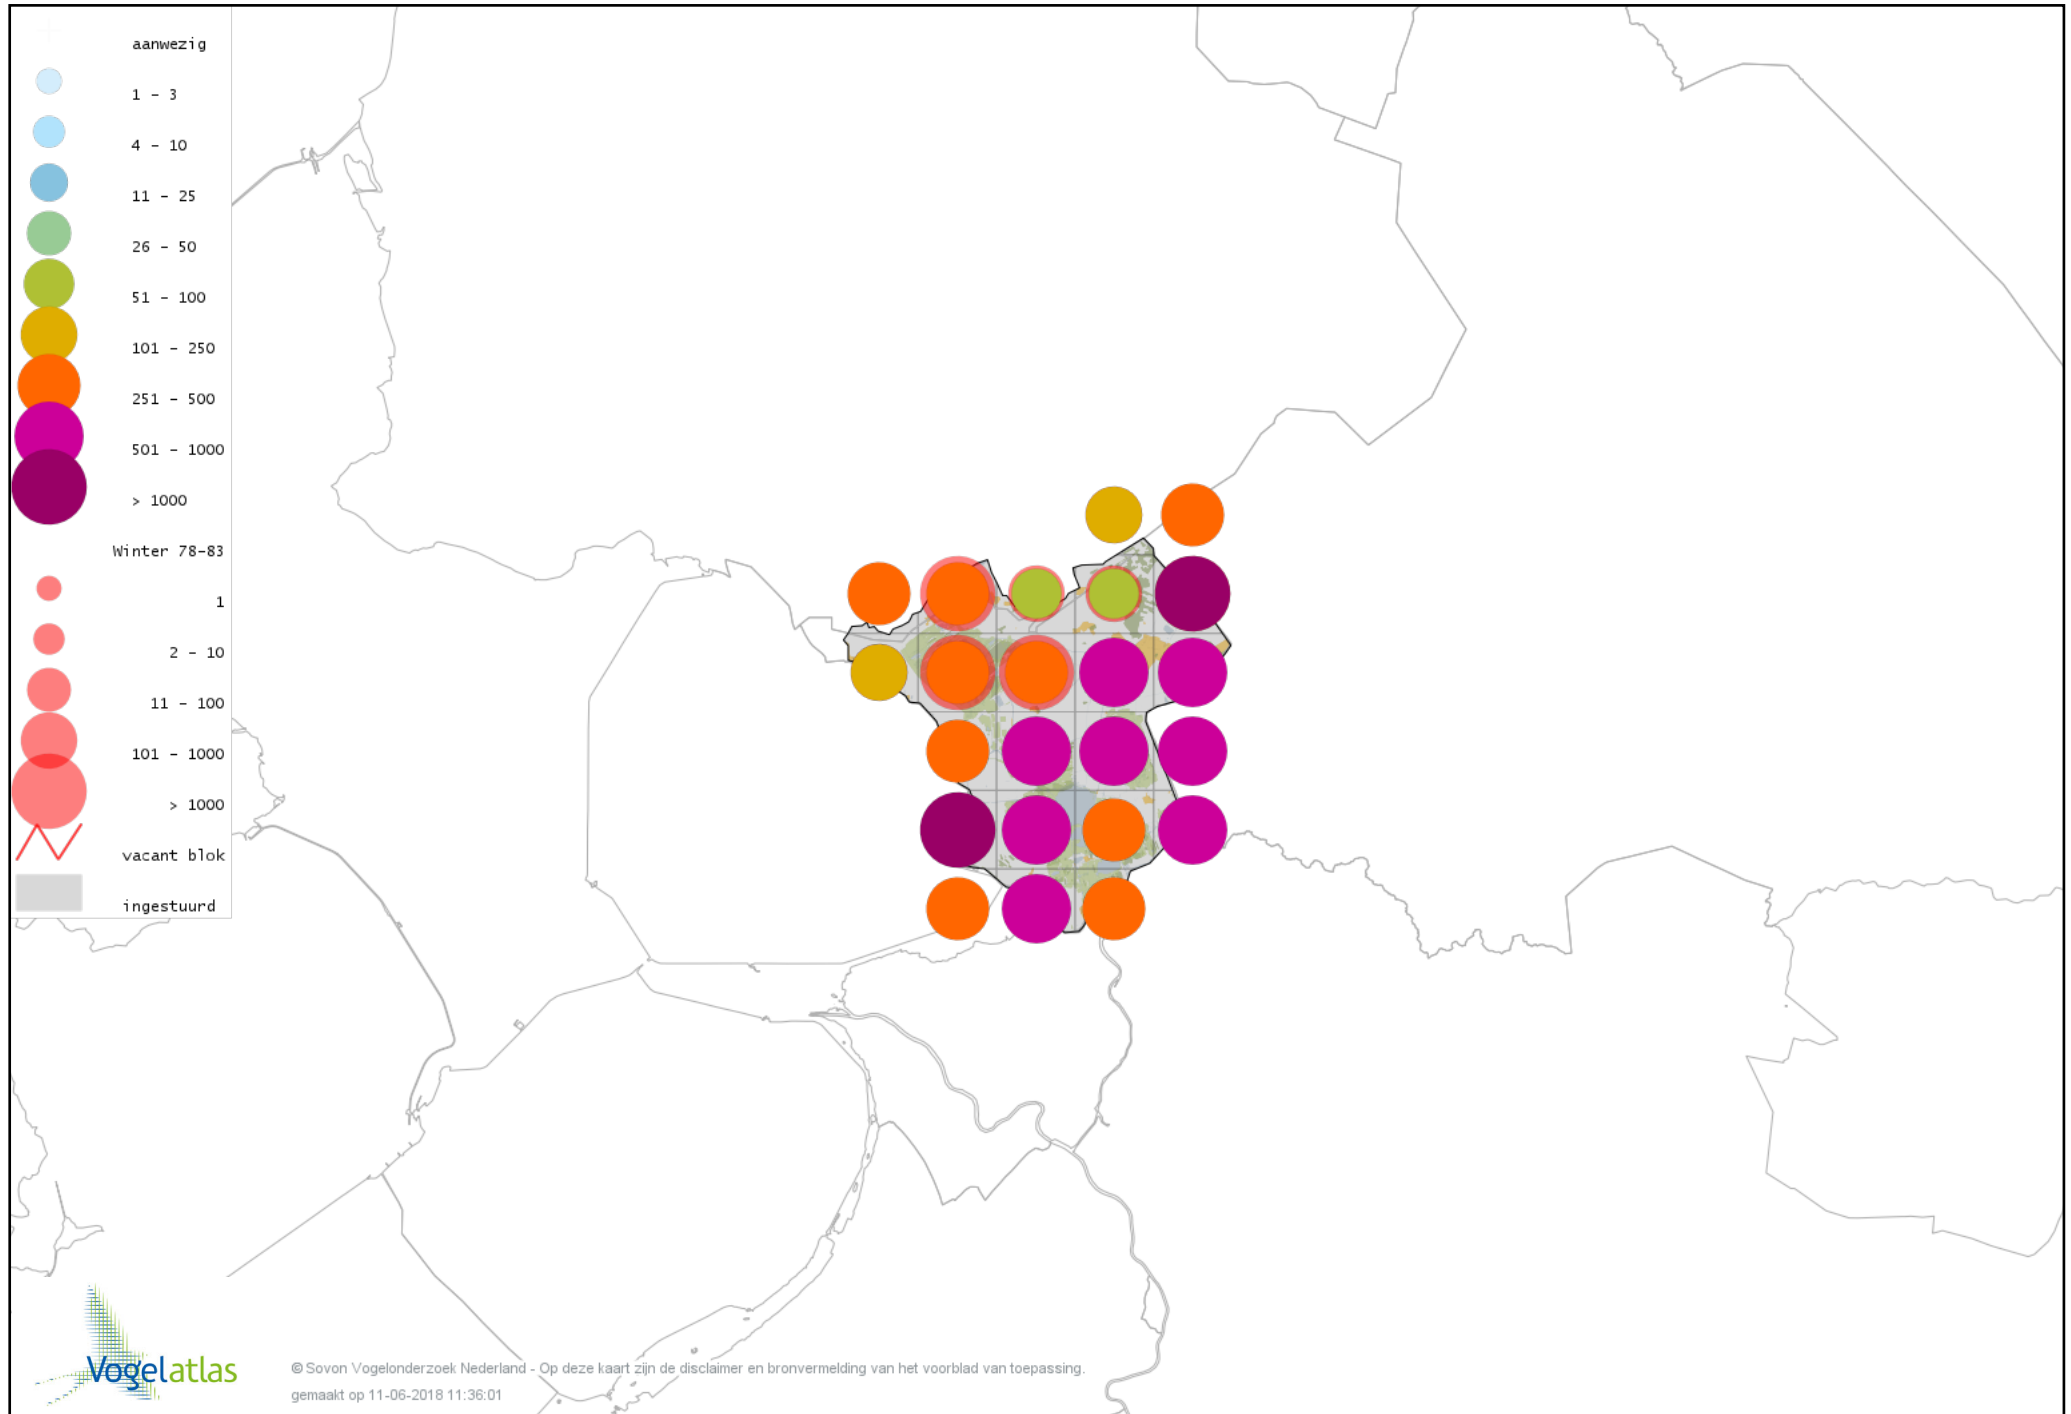 aanwezig
1 – 3
4 – 10
11 – 25
26 – 50
51 – 100
101 – 250
251 – 500
501 – 1000
> 1000
Winter 78–83
1
2 – 10
11 – 100
101 – 1000
> 1000
vacant blok
ingestuurd
Vogelatlas
© Sovon Vogelonderzoek Nederland - Op deze kaart zijn de disclaimer en bronvermelding van het voorblad van toepassing.
gemaakt op 11-06-2018 11:36:01